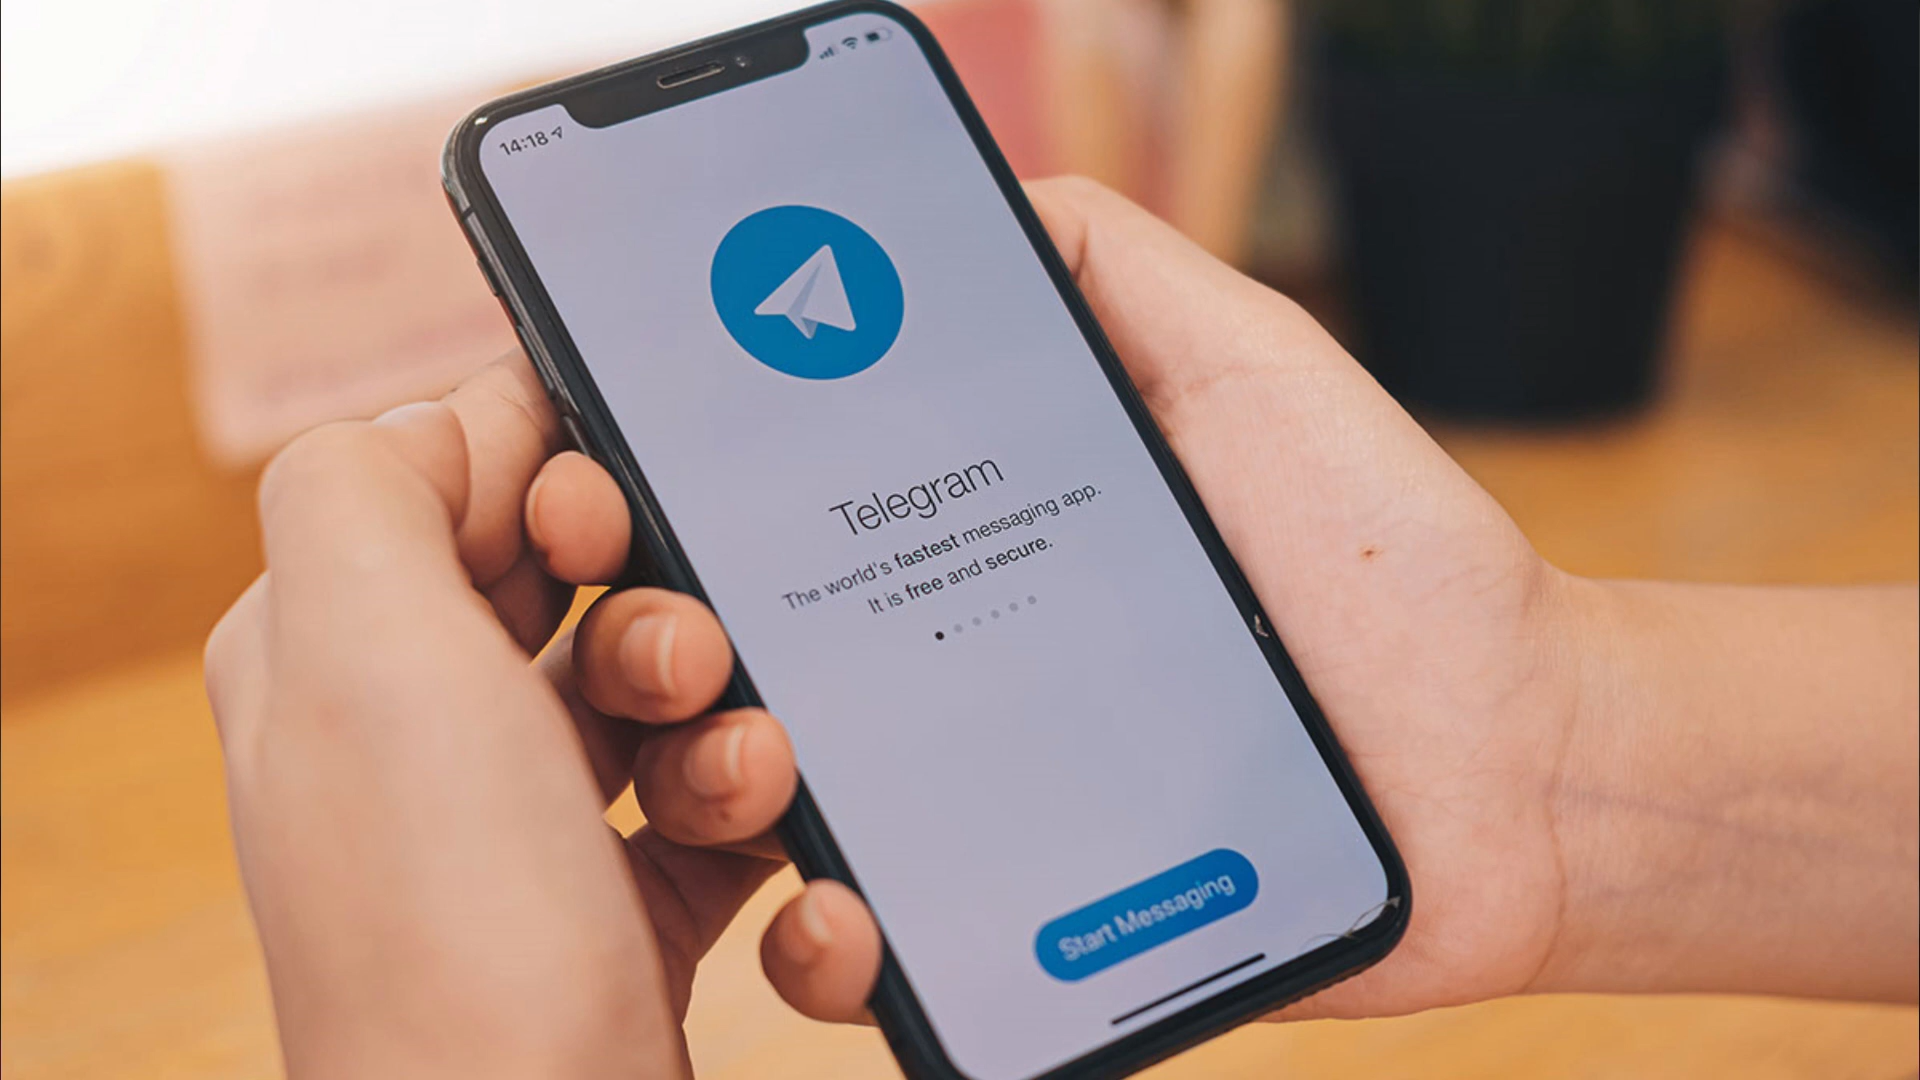 14:18
Telegram
The world's fastest messaging app.
It is free and secure.
Start Messaging